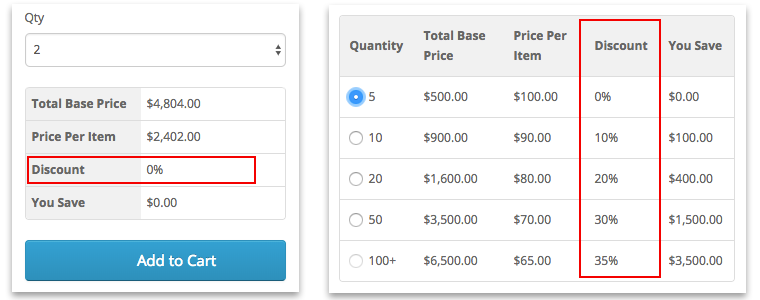 Qty
2
Total Base Price $4,804.00
Price Per Item $2,402.00
Discount 0%
You Save $0.00
Add to Cart
Quantity Total Base Price Price Per Item Discount You Save
5 $500.00 $100.00 0% $0.00
10 $900.00 $90.00 10% $100.00
20 $1,600.00 $80.00 20% $400.00
50 $3,500.00 $70.00 30% $1,500.00
100+ $6,500.00 $65.00 35% $3,500.00